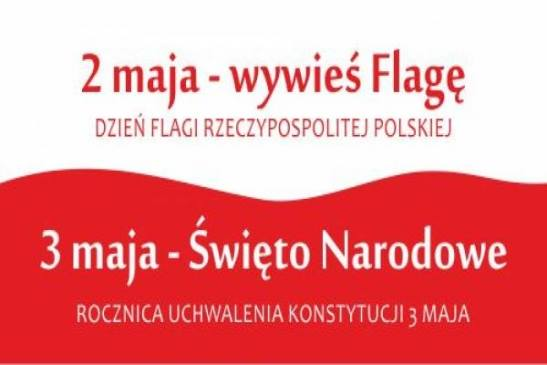 2 maja - wywieś Flagę
DZIEŃ FLAGI RZECZYPOSPOLITEJ POLSKIEJ
3 maja - Święto Narodowe
ROCZNICA UCHWALENIA KONSTYTUCJI 3 MAJA